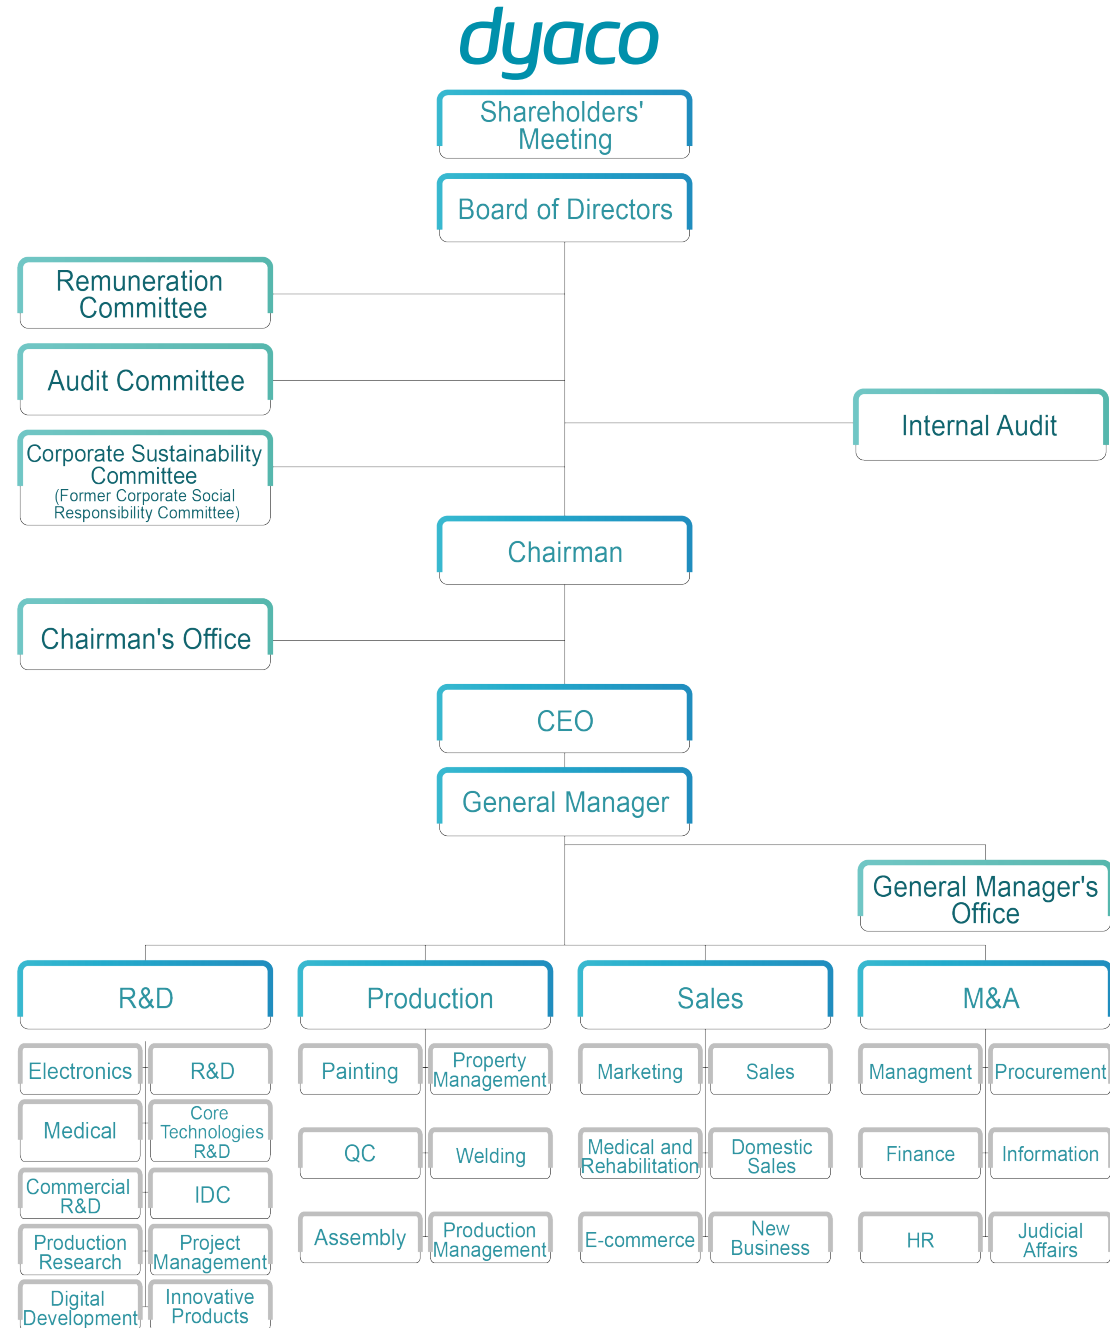 dyaco
Shareholders'
Meeting
Board of Directors
Remuneration
Committee
Audit Committee
Internal Audit
Corporate Sustainability
Committee
(Former Corporate Social
Responsibility Committee)
Chairman
Chairman's Office
CEO
General Manager
General Manager's
Office
R&D
Production
Sales
M&A
Electronics
R&D
Medical
Core
Technologies
R&D
Commercial
R&D
IDC
Production
Research
Project
Management
Digital
Development
Innovative
Products
Painting
Property
Management
QC
Welding
Assembly
Production
Management
Marketing
Sales
Medical and
Rehabilitation
Domestic
Sales
E-commerce
New
Business
Managment
Procurement
Finance
Information
HR
Judicial
Affairs